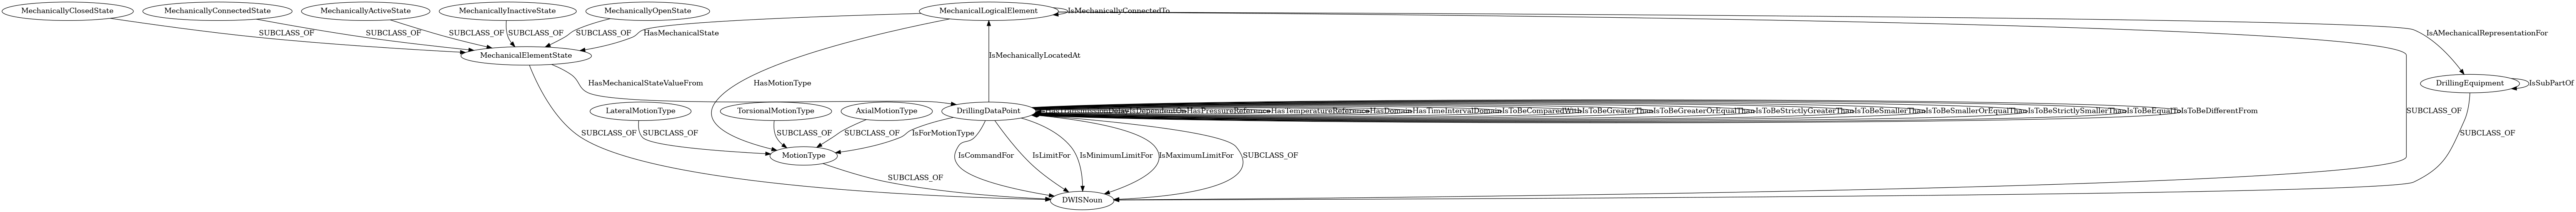 MechanicallyClosedState
MechanicallyConnectedState
MechanicallyActiveState
MechanicallyInactiveState
MechanicallyOpenState
MechanicalLogicalElement
IsMechanicallyConnectedTo
SUBCLASS_OF
SUBCLASS_OF
SUBCLASS_OF
SUBCLASS_OF
SUBCLASS_OF
HasMechanicalState
IsAMechanicalRepresentationFor
MechanicalElementState
IsMechanicallyLocatedAt
HasMechanicalStateValueFrom
HasMotionType
DrillingEquipment
IsSubPartOf
LateralMotionType
TorsionalMotionType
AxialMotionType
DrillingDataPoint
IsDependentOn
HasPressureReference
HasTemperatureReference
HasDomain
HasTimeIntervalDomain
IsToBeComparedWith
IsToBeGreaterThan
IsToBeGreaterOrEqualThan
IsToBeStrictlyGreaterThan
IsToBeSmallerThan
IsToBeSmallerOrEqualThan
IsToBeStrictlySmallerThan
IsToBeEqualTo
IsToBeDifferentFrom
SUBCLASS_OF
SUBCLASS_OF
SUBCLASS_OF
SUBCLASS_OF
SUBCLASS_OF
IsForMotionType
SUBCLASS_OF
MotionType
IsCommandFor
IsLimitFor
IsMinimumLimitFor
IsMaximumLimitFor
SUBCLASS_OF
SUBCLASS_OF
DWISNoun